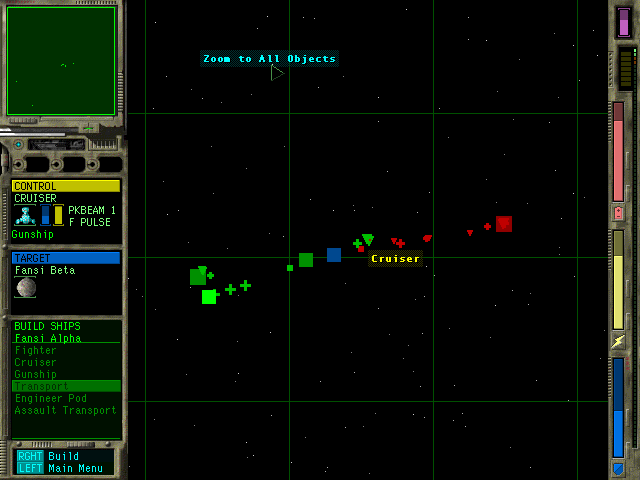 Zoom to All Objects
CONTROL
CRUISER
PKBEAM 1
F PULSE
Gunship
TARGET
Fansi Beta
Cruiser
BUILD SHIPS
Fansi Alpha
Fighter
Cruiser
Gunship
Transport
Engineer Pod
Assault Transport
RGHT Build
LEFT Main Menu